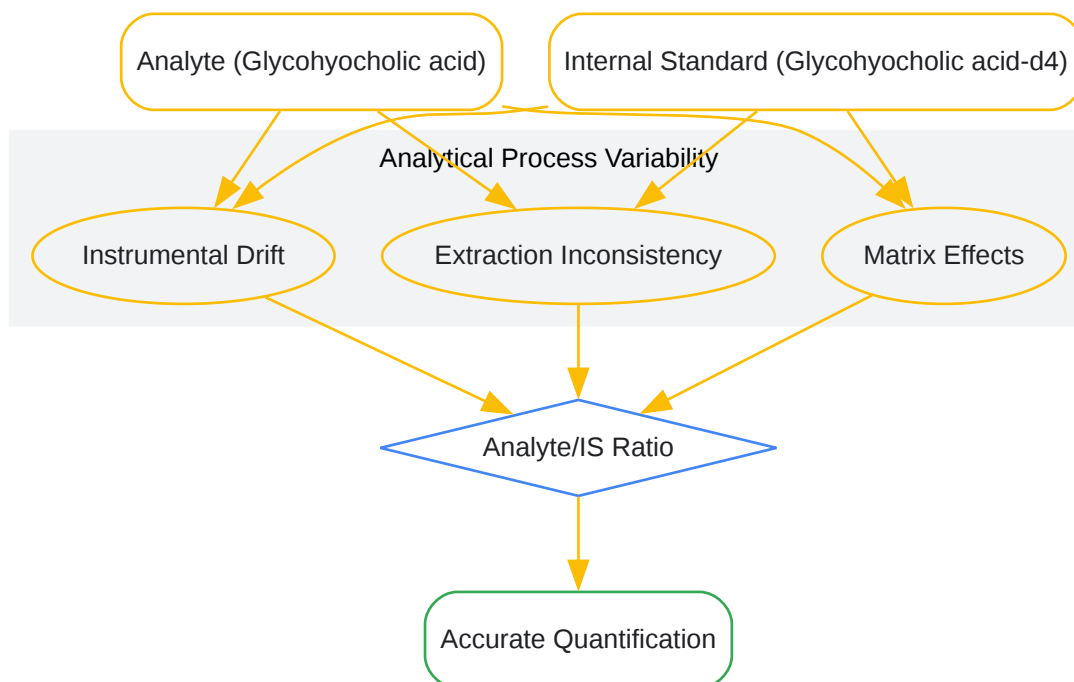 Analyte (Glycohyocholic acid)
Internal Standard (Glycohyocholic acid-d4)
Analytical Process Variability
Instrumental Drift
Extraction Inconsistency
Matrix Effects
Analyte/IS Ratio
Accurate Quantification